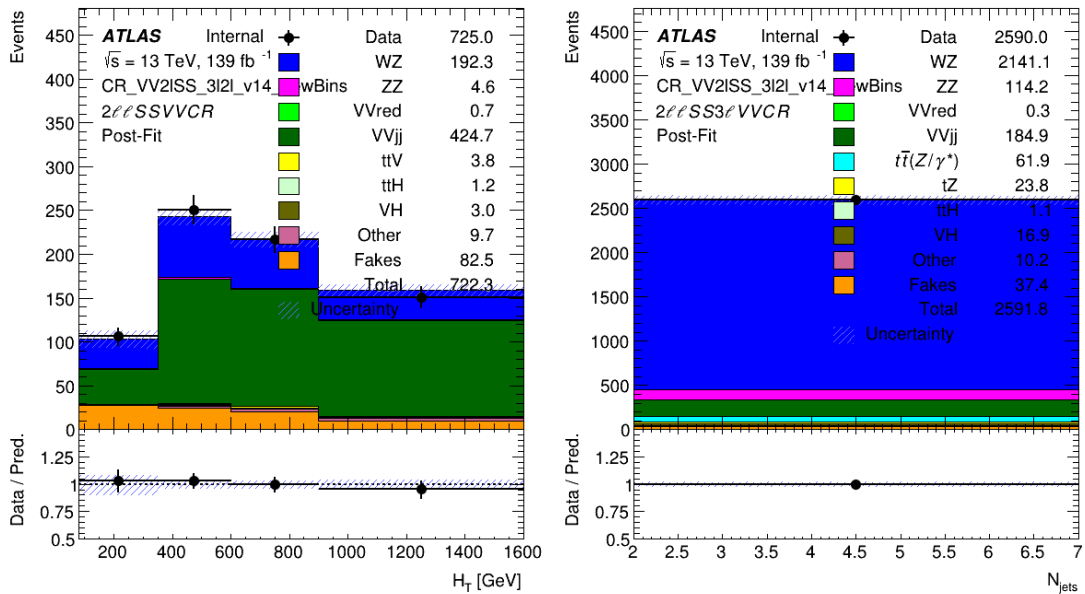 Events
450
400
350
300
250
200
150
100
50
0
ATLAS Internal
√s = 13 TeV, 139 fb -1
CR_VV2lSS_3l2l_v14_ wBins
2ℓℓSSVVCR
Post-Fit
Data 725.0
WZ 192.3
ZZ 4.6
VVred 0.7
VVjj 424.7
ttV 3.8
ttH 1.2
VH 3.0
Other 9.7
Fakes 82.5
Total 722.3
Uncertainty
Data / Pred.
1.25
1
0.75
0.5
200 400 600 800 1000 1200 1400 1600
H_T [GeV]
Events
4500
4000
3500
3000
2500
2000
1500
1000
500
0
ATLAS Internal
√s = 13 TeV, 139 fb -1
CR_VV2lSS_3l2l_v14_ ewBins
2ℓℓSS3ℓVVCR
Post-Fit
Data 2590.0
WZ 2141.1
ZZ 114.2
VVred 0.3
VVjj 184.9
tt̄(Z/γ*) 61.9
tZ 23.8
ttH 1.1
VH 16.9
Other 10.2
Fakes 37.4
Total 2591.8
Uncertainty
Data / Pred.
1.25
1
0.75
0.5
2 2.5 3 3.5 4 4.5 5 5.5 6 6.5 7
N_jets